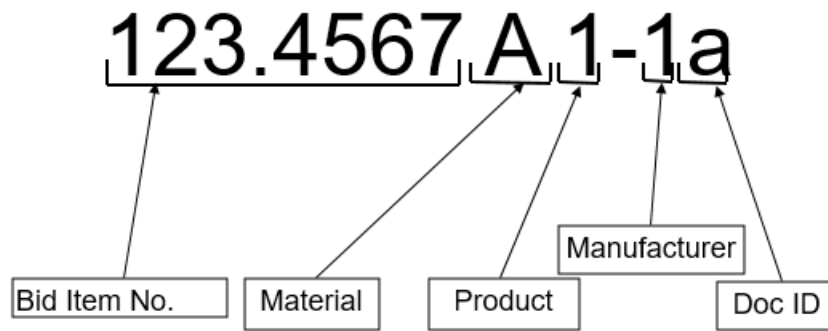 123.4567 A 1-1a
Manufacturer
Bid Item No. Material Product Doc ID